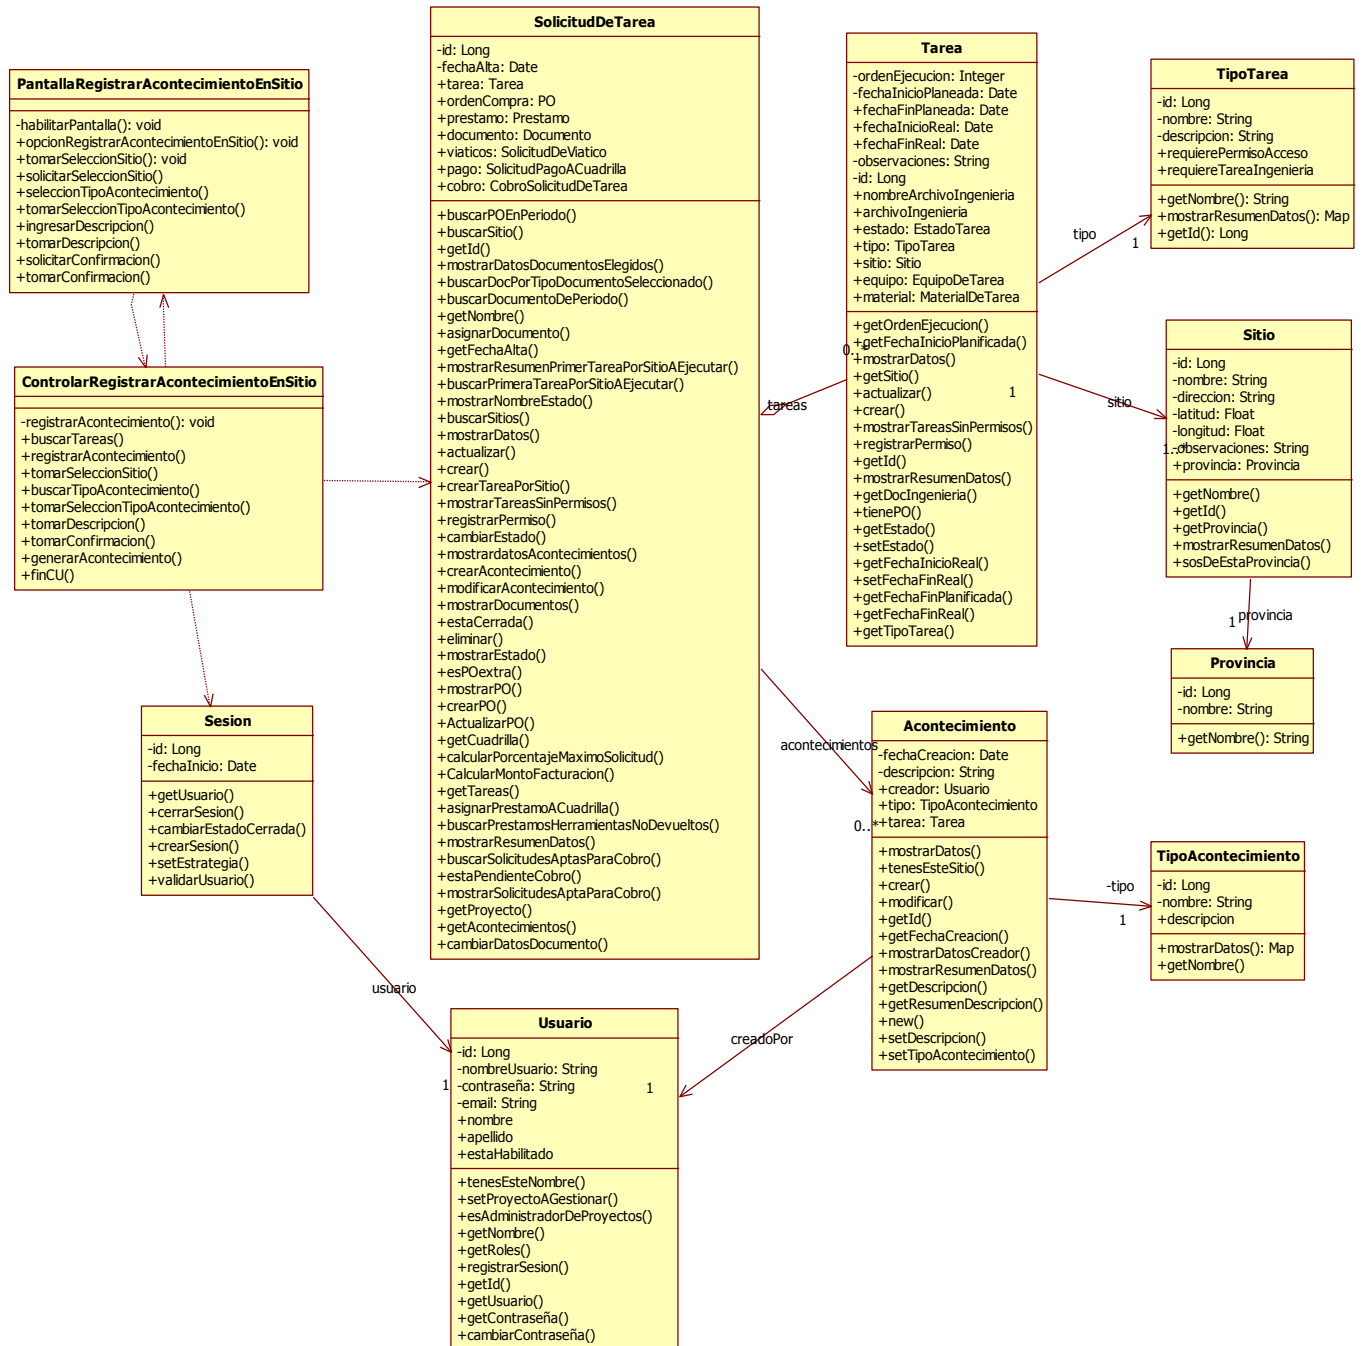 PantallaRegistrarAcontecimientoEnSitio
-habilitarPantalla(): void
+opcionRegistrarAcontecimientoEnSitio(): void
+tomarSeleccionSitio(): void
+solicitarSeleccionSitio()
+seleccionTipoAcontecimiento()
+tomarSeleccionTipoAcontecimiento()
+ingresarDescripcion()
+tomarDescripcion()
+solicitarConfirmacion()
+tomarConfirmacion()
ControlarRegistrarAcontecimientoEnSitio
-registrarAcontecimiento(): void
+buscarTareas()
+registrarAcontecimiento()
+tomarSeleccionSitio()
+buscarTipoAcontecimiento()
+tomarSeleccionTipoAcontecimiento()
+tomarDescripcion()
+tomarConfirmacion()
+generarAcontecimiento()
+finCU()
Sesion
-id: Long
-fechaInicio: Date
+getUsuario()
+cerrarSesion()
+cambiarEstadoCerrada()
+crearSesion()
+setEstrategia()
+validarUsuario()
usuario
1
SolicitudDeTarea
-id: Long
-fechaAlta: Date
+tarea: Tarea
+ordenCompra: PO
+prestamo: Prestamo
+documento: Documento
+viaticos: SolicitudDeViatico
+pago: SolicitudPagoACuadrilla
+cobro: CobroSolicitudDeTarea
+buscarPOEnPeriodo()
+buscarSitio()
+getId()
+mostrarDatosDocumentosElegidos()
+buscarDocPorTipoDocumentoSeleccionado()
+buscarDocumentoDePeriodo()
+getNombre()
+asignarDocumento()
+getFechaAlta()
+mostrarResumenPrimerTareaPorSitioAEjecutar()
+buscarPrimeraTareaPorSitioAEjecutar()
+mostrarNombreEstado()
+buscarSitios()
+mostrarDatos()
+actualizar()
+crear()
+crearTareaPorSitio()
+mostrarTareasSinPermisos()
+registrarPermiso()
+cambiarEstado()
+mostrardatosAcontecimientos()
+crearAcontecimiento()
+modificarAcontecimiento()
+mostrarDocumentos()
+estaCerrada()
+eliminar()
+mostrarEstado()
+esPOextra()
+mostrarPO()
+crearPO()
+ActualizarPO()
+getCuadrilla()
+calcularPorcentajeMaximoSolicitud()
+CalcularMontoFacturacion()
+getTareas()
+asignarPrestamoACuadrilla()
+buscarPrestamosHerramientasNoDevueltos()
+mostrarResumenDatos()
+buscarSolicitudesAptasParaCobro()
+estaPendienteCobro()
+mostrarSolicitudesAptaParaCobro()
+getProyecto()
+getAcontecimientos()
+cambiarDatosDocumento()
Usuario
-id: Long
-nombreUsuario: String
-contraseña: String
-email: String
+nombre
+apellido
+estaHabilitado
+tenesEsteNombre()
+setProyectoAGestionar()
+esAdministradorDeProyectos()
+getNombre()
+getRoles()
+registrarSesion()
+getId()
+getUsuario()
+getContraseña()
+cambiarContraseña()
creadoPor
1
Tarea
-ordenEjecucion: Integer
-fechaInicioPlaneada: Date
+fechaFinPlaneada: Date
+fechaInicioReal: Date
+fechaFinReal: Date
-observaciones: String
-id: Long
+nombreArchivoIngenieria
+archivoIngenieria
+estado: EstadoTarea
+tipo: TipoTarea
+sitio: Sitio
+equipo: EquipoDeTarea
+material: MaterialDeTarea
+getOrdenEjecucion()
+getFechaInicioPlanificada()
+mostrarDatos()
+getSitio()
+actualizar()
+crear()
+mostrarTareasSinPermisos()
+registrarPermiso()
+getId()
+mostrarResumenDatos()
+getDocIngenieria()
+tienePO()
+getEstado()
+setEstado()
+getFechaInicioReal()
+setFechaFinReal()
+getFechaFinPlanificada()
+getFechaFinReal()
+getTipoTarea()
0..*
tareas
1
tipo
1
sitio
1..*
TipoTarea
-id: Long
-nombre: String
-descripcion: String
+requierePermisoAcceso
+requiereTareaIngenieria
+getNombre(): String
+mostrarResumenDatos(): Map
+getId(): Long
Sitio
-id: Long
-nombre: String
-direccion: String
-latitud: Float
-longitud: Float
-observaciones: String
+provincia: Provincia
+getNombre()
+getId()
+getProvincia()
+mostrarResumenDatos()
+sosDeEstaProvincia()
provincia
1
Provincia
-id: Long
-nombre: String
+getNombre(): String
acontecimientos
0..*
Acontecimiento
-fechaCreacion: Date
-descripcion: String
+creador: Usuario
+tipo: TipoAcontecimiento
+tarea: Tarea
+mostrarDatos()
+tenesEsteSitio()
+crear()
+modificar()
+getId()
+getFechaCreacion()
+mostrarDatosCreador()
+mostrarResumenDatos()
+getDescripcion()
+getResumenDescripcion()
+new()
+setDescripcion()
+setTipoAcontecimiento()
-tipo
1
TipoAcontecimiento
-id: Long
-nombre: String
+descripcion
+mostrarDatos(): Map
+getNombre()